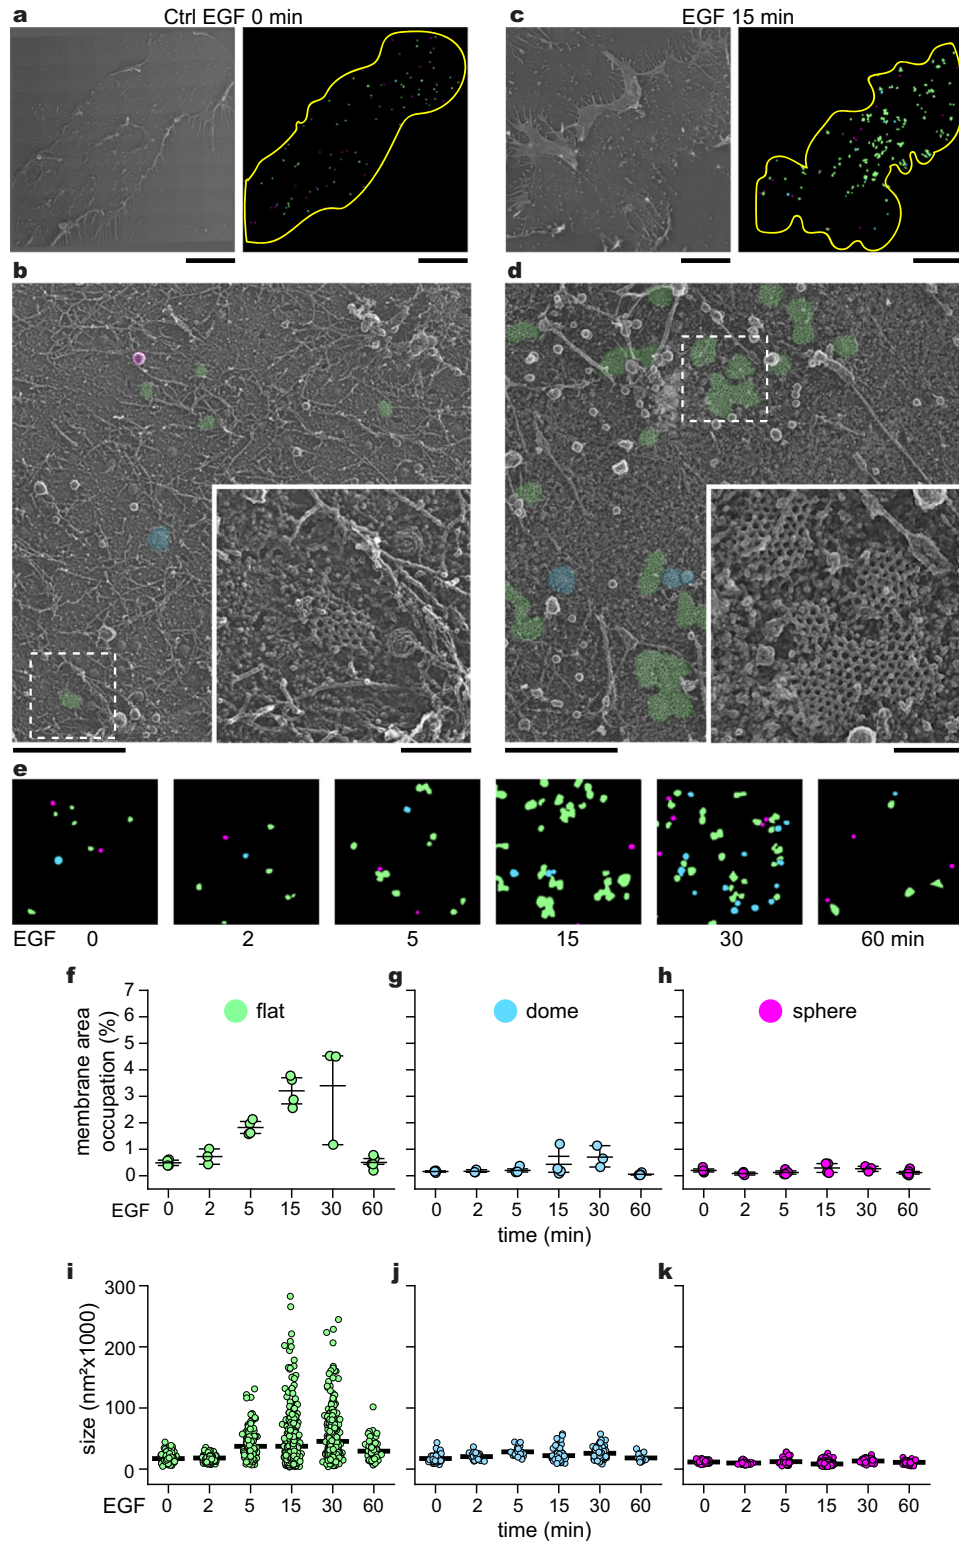 a Ctrl EGF 0 min
c EGF 15 min
b
d
e
EGF 0 2 5 15 30 60 min
f g h
flat
dome
sphere
membrane area
occupation (%)
7
6
5
4
3
2
1
0
EGF 0 2 5 15 30 60
0 2 5 15 30 60
0 2 5 15 30 60
time (min)
time (min)
i j k
size (nm²x1000)
300
200
100
0
EGF 0 2 5 15 30 60
0 2 5 15 30 60
0 2 5 15 30 60
time (min)
time (min)